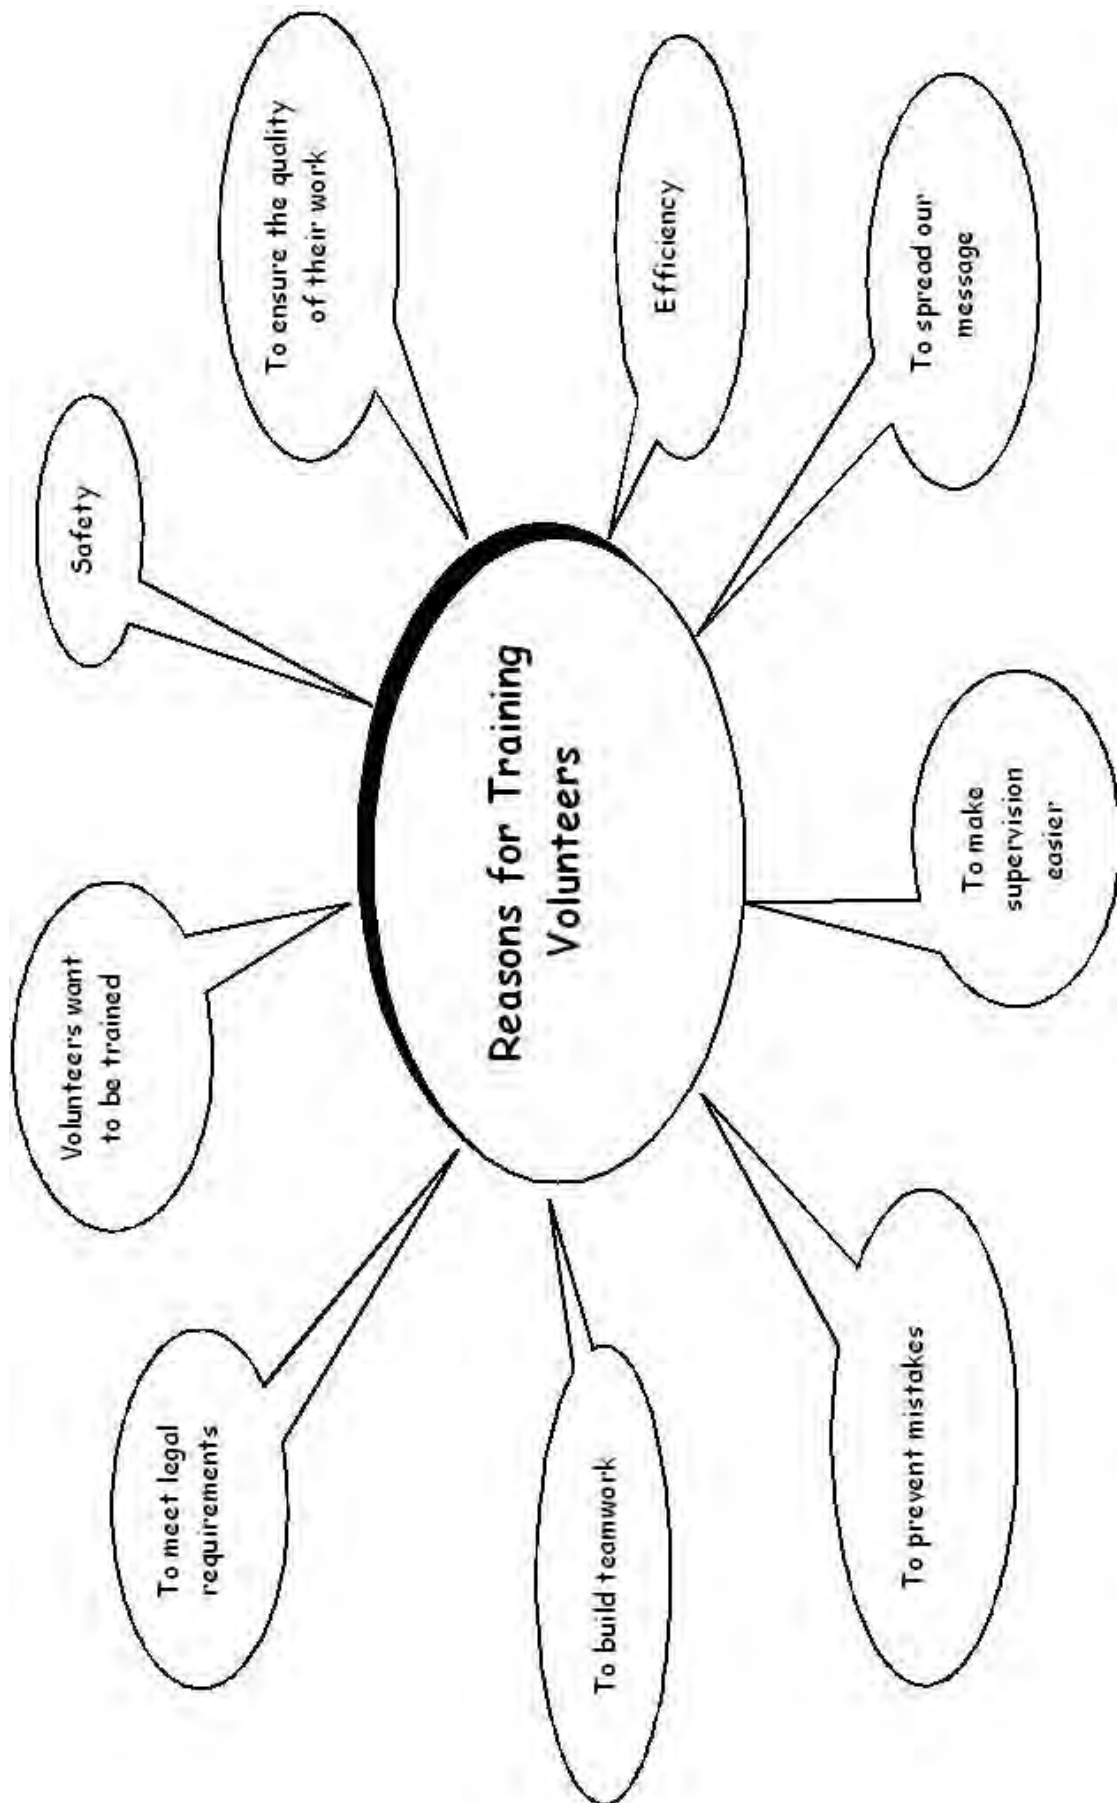 Reasons for Training
Volunteers
To meet legal
requirements
Volunteers want
to be trained
Safety
To ensure the quality
of their work
Efficiency
To spread our
message
To make
supervision
easier
To prevent mistakes
To build teamwork